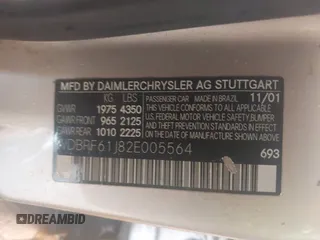 MFD BY DAIMLERCHRYSLER AG STUTTGART
KG LBS
GVWR 1975 4350
GAWR FRONT 965 2125
GAWR REAR 1010 2225
PASSENGER CAR 11/01
MADE IN BRAZIL
THIS VEHICLE CONFORMS TO ALL APPLICABLE
U.S. FEDERAL MOTOR VEHICLE SAFETY BUMPER
AND THEFT PREVENTION STANDARDS IN EFFECT
ON THE DATE OF MANUFACTURE SHOWN ABOVE
WDBRF61J82E005564
693
DREAMBID